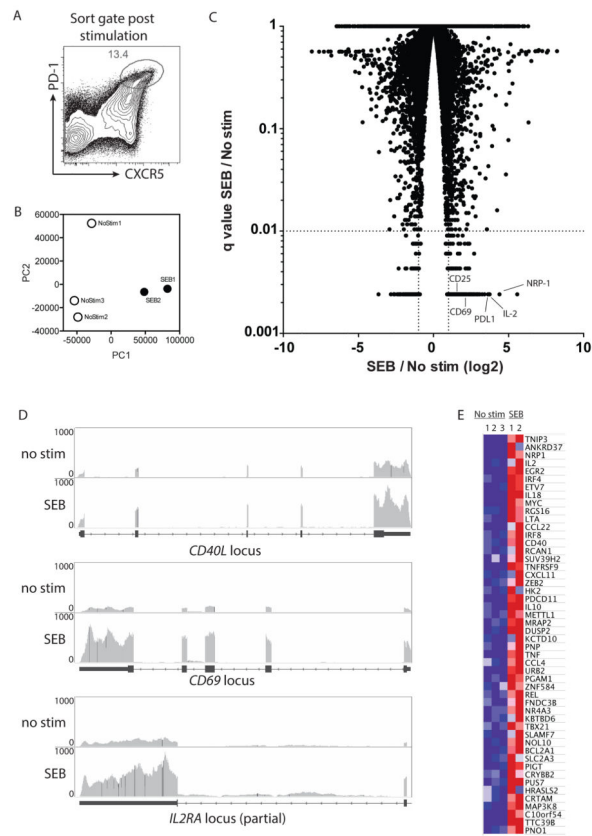 A
Sort gate post
stimulation
13.4
PD-1
CXCR5
B
60000
40000
20000
0
-20000
-40000
PC2
NoStim1
SEB1
SEB2
NoStim3
NoStim2
-50000 0 50000 100000
PC1
C
1
0.1
0.01
0.001
q value SEB / No stim
CD25
CD69
PDL1
IL-2
NRP-1
-10 -5 0 5 10
SEB / No stim (log2)
D
1000
no stim
0
1000
SEB
0
CD40L locus
1000
no stim
0
1000
SEB
0
CD69 locus
1000
no stim
0
1000
SEB
0
IL2RA locus (partial)
E
No stim SEB
1 2 3 1 2
TNIP3
ANKRD37
NRP1
IL2
EGR2
IRF4
ETV7
IL18
MYC
RGS16
LTA
CCL22
IRF8
CD40
RCAN1
SUV39H2
TNFRSF9
CXCL11
ZEB2
HK2
PDCD11
IL10
METTL1
MRAP2
DUSP2
KCTD10
PNP
TNF
CCL4
URB2
PGAM1
ZNF584
REL
FNDC3B
NR4A3
KBTBD6
TBX21
SLAMF7
NOL10
BCL2A1
SLC2A3
PIGT
CRYBB2
PUS7
HRASLS2
CRTAM
MAP3K8
C10orf54
TTC39B
PNO1